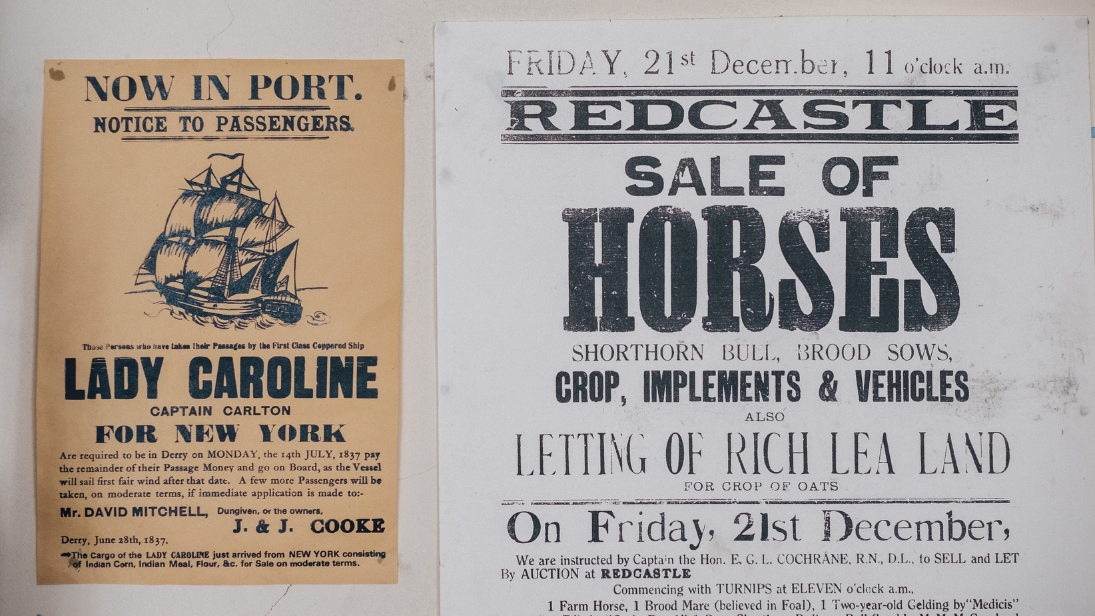 NOW IN PORT.
NOTICE TO PASSENGERS.
Those Persons who have taken their Passages by the First Class Coppered Ship
LADY CAROLINE
CAPTAIN CARLTON
FOR NEW YORK
Are required to be in Derry on MONDAY, the 14th JULY, 1837 pay
the remainder of their Passage Money and go on Board, as the Vessel
will sail first fair wind after that date. A few more Passengers will be
taken, on moderate terms, if immediate application is made to:-
Mr. DAVID MITCHELL, Dungiven, or the owners,
J. & J. COOKE
Derry, June 28th, 1837.
The Cargo of the LADY CAROLINE just arrived from NEW YORK consisting
of Indian Corn, Indian Meal, Flour, &c. for Sale on moderate terms.
FRIDAY, 21st December, 11 o'clock a.m.
REDCASTLE
SALE OF
HORSES
SHORTHORN BULL, BROOD SOWS,
CROP, IMPLEMENTS & VEHICLES
ALSO
LETTING OF RICH LEA LAND
FOR CROP OF OATS
On Friday, 21st December,
We are instructed by Captain the Hon. E. G. L. COCHRANE, R.N., D.L., to SELL and LET
By AUCTION at REDCASTLE
Commencing with TURNIPS at ELEVEN o'clock a.m.,
1 Farm Horse, 1 Brood Mare (believed in Foal), 1 Two-year-old Gelding by "Medicis"